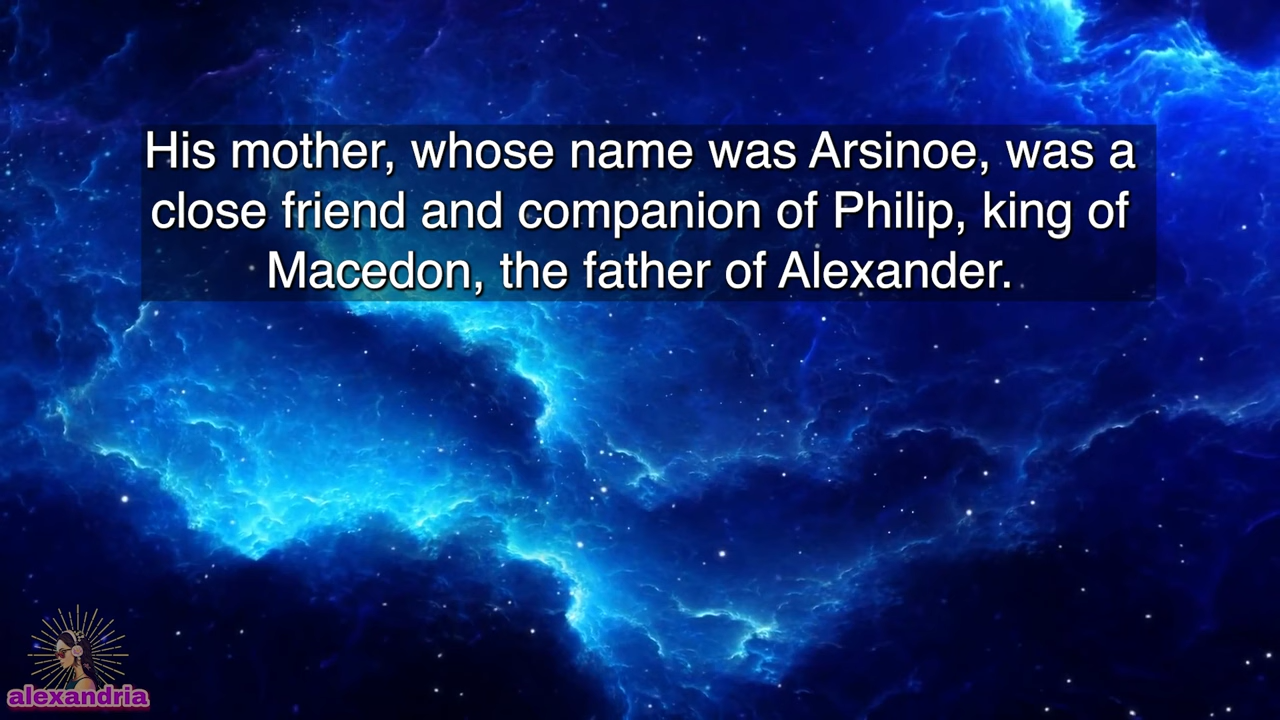 His mother, whose name was Arsinoe, was a
close friend and companion of Philip, king of
Macedon, the father of Alexander.
alexandria